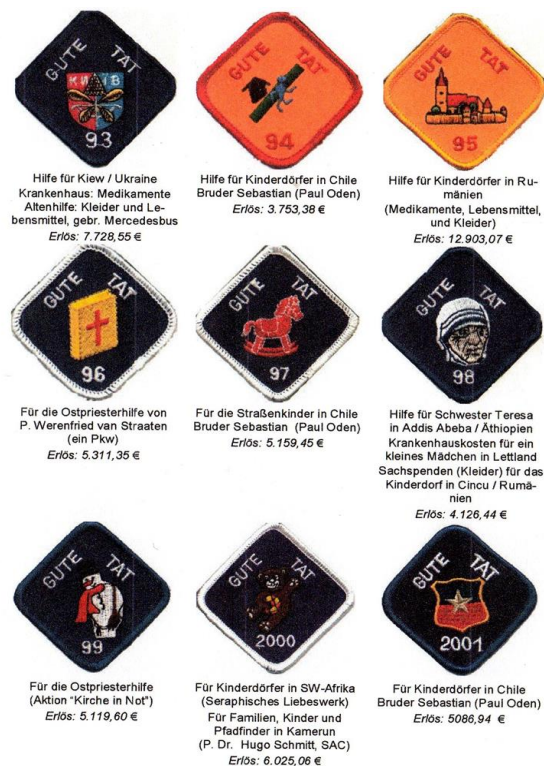 GUTE TAT
КИ В
93
Hilfe für Kiew / Ukraine
Krankenhaus: Medikamente
Altenhilfe: Kleider und Le-
bensmittel, gebr. Mercedesbus
Erlös: 7.728,55 €
GUTE TAT
94
Hilfe für Kinderdörfer in Chile
Bruder Sebastian (Paul Oden)
Erlös: 3.753,38 €
GUTE TAT
95
Hilfe für Kinderdörfer in Ru-
mänien
(Medikamente, Lebensmittel,
und Kleider)
Erlös: 12.903,07 €
GUTE TAT
96
Für die Ostpriesterhilfe von
P. Werenfried van Straaten
(ein Pkw)
Erlös: 5.311,35 €
GUTE TAT
97
Für die Straßenkinder in Chile
Bruder Sebastian (Paul Oden)
Erlös: 5.159,45 €
GUTE TAT
98
Hilfe für Schwester Teresa
in Addis Abeba / Äthiopien
Krankenhauskosten für ein
kleines Mädchen in Lettland
Sachspenden (Kleider) für das
Kinderdorf in Cincu / Rumä-
nien
Erlös: 4.126,44 €
GUTE TAT
99
Für die Ostpriesterhilfe
(Aktion "Kirche in Not")
Erlös: 5.119,60 €
GUTE TAT
2000
Für Kinderdörfer in SW-Afrika
(Seraphisches Liebeswerk)
Für Familien, Kinder und
Pfadfinder in Kamerun
(P. Dr. Hugo Schmitt, SAC)
Erlös: 6.025,06 €
GUTE TAT
2001
Für Kinderdörfer in Chile
Bruder Sebastian (Paul Oden)
Erlös: 5086,94 €